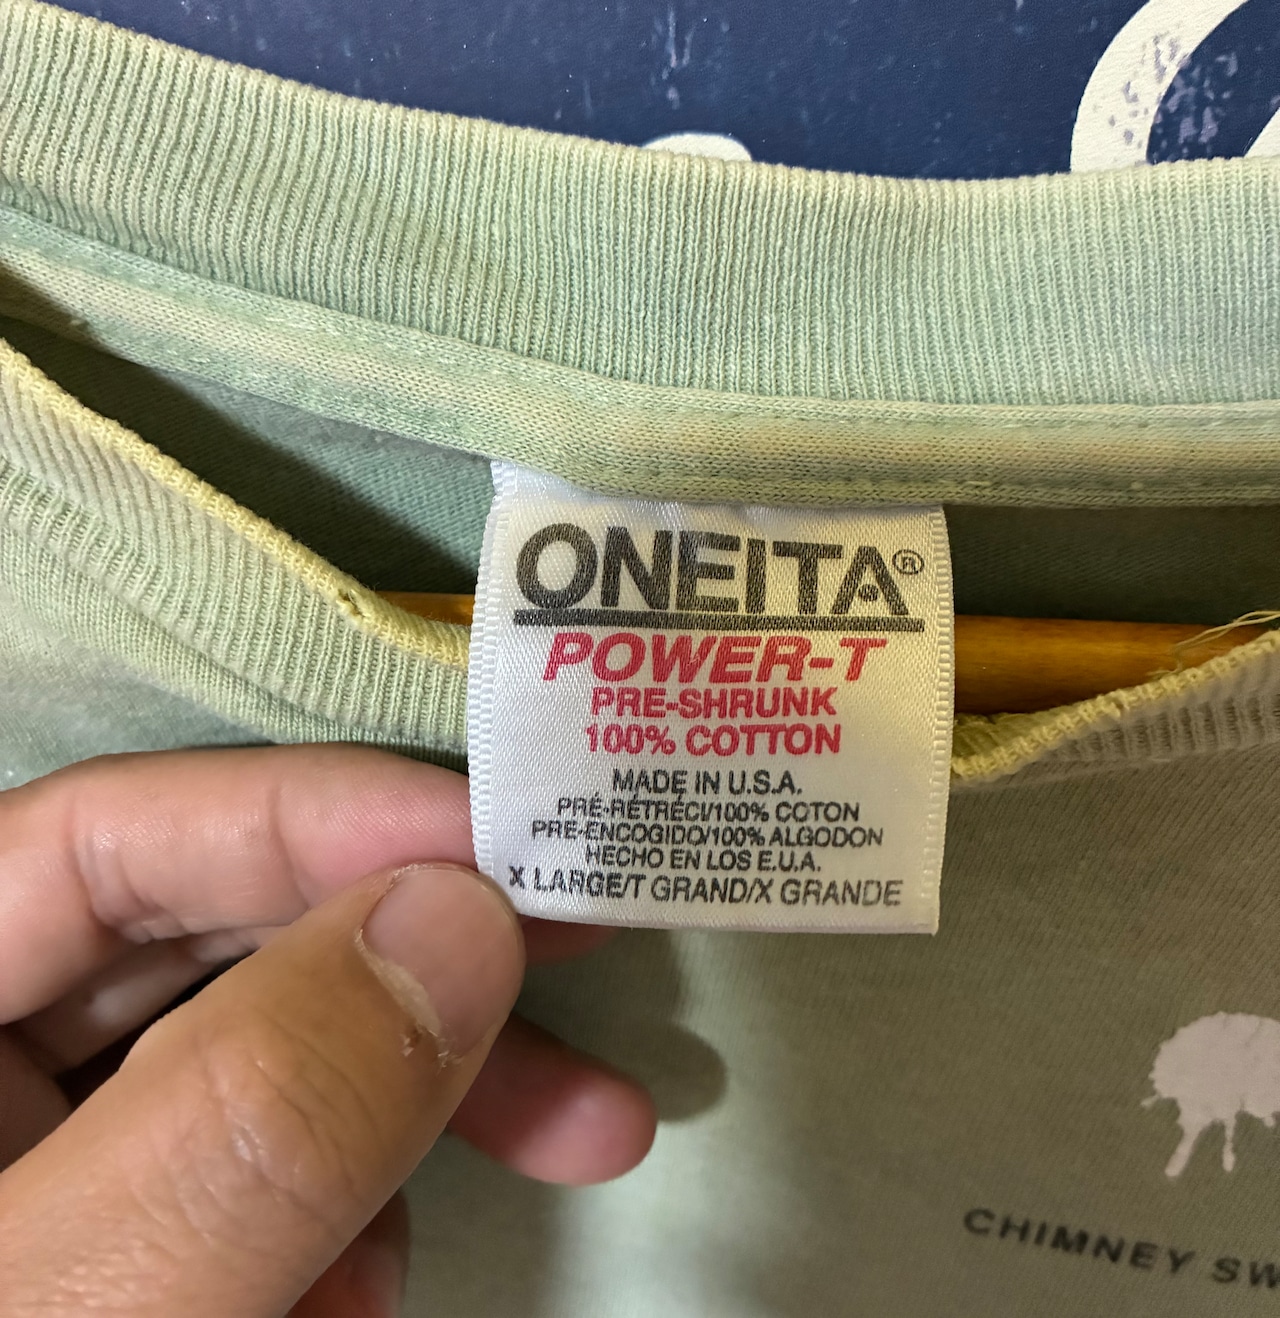 ONEITA®
POWER-T
PRE-SHRUNK
100% COTTON
MADE IN U.S.A.
PRÉ-RÉTRÉCI/100% COTON
PRE-ENCOGIDO/100% ALGODON
HECHO EN LOS E.U.A.
X LARGE/T GRAND/X GRANDE
CHIMNEY SW